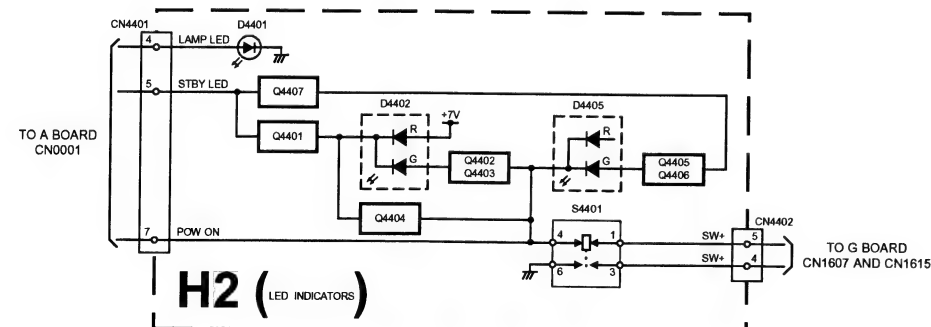 CN4401
D4401
4
LAMP LED
5
STBY LED
Q4407
D4402
+7V
D4405
R
R
TO A BOARD
CN0001
Q4401
G
Q4402
Q4403
G
Q4405
Q4406
Q4404
S4401
CN4402
7
POW ON
4
1
SW+
5
6
3
SW+
4
TO G BOARD
CN1607 AND CN1615
H2 (LED INDICATORS)